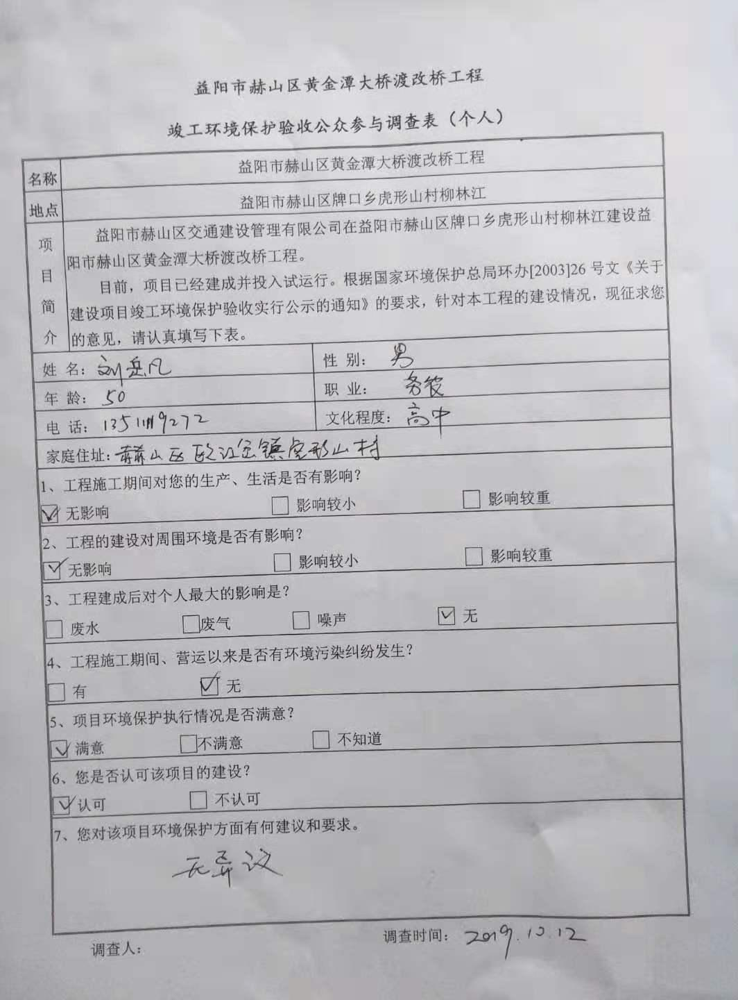 益阳市赫山区黄金潭大桥渡改桥工程
竣工环境保护验收公众参与调查表（个人）
名称 益阳市赫山区黄金潭大桥渡改桥工程
地点 益阳市赫山区牌口乡虎形山村柳林江
项目简介
益阳市赫山区交通建设管理有限公司在益阳市赫山区牌口乡虎形山村柳林江建设益
阳市赫山区黄金潭大桥渡改桥工程。
目前，项目已经建成并投入试运行。根据国家环境保护总局环办[2003]26 号文《关于
建设项目竣工环境保护验收实行公示的通知》的要求，针对本工程的建设情况，现征求您
的意见，请认真填写下表。
姓 名：刘岳凡 性 别：男
年 龄：50 职 业：务农
电 话： 文化程度：高中
家庭住址：赫山区欧江岔镇虎形山村
1、工程施工期间对您的生产、生活是否有影响？
☑无影响 □影响较小 □影响较重
2、工程的建设对周围环境是否有影响？
☑无影响 □影响较小 □影响较重
3、工程建成后对个人最大的影响是？
□废水 □废气 □噪声 ☑无
4、工程施工期间、营运以来是否有环境污染纠纷发生？
□有 ☑无
5、项目环境保护执行情况是否满意？
☑满意 □不满意 □不知道
6、您是否认可该项目的建设？
☑认可 □不认可
7、您对该项目环境保护方面有何建议和要求。
无异议
调查人： 调查时间：2019.10.12